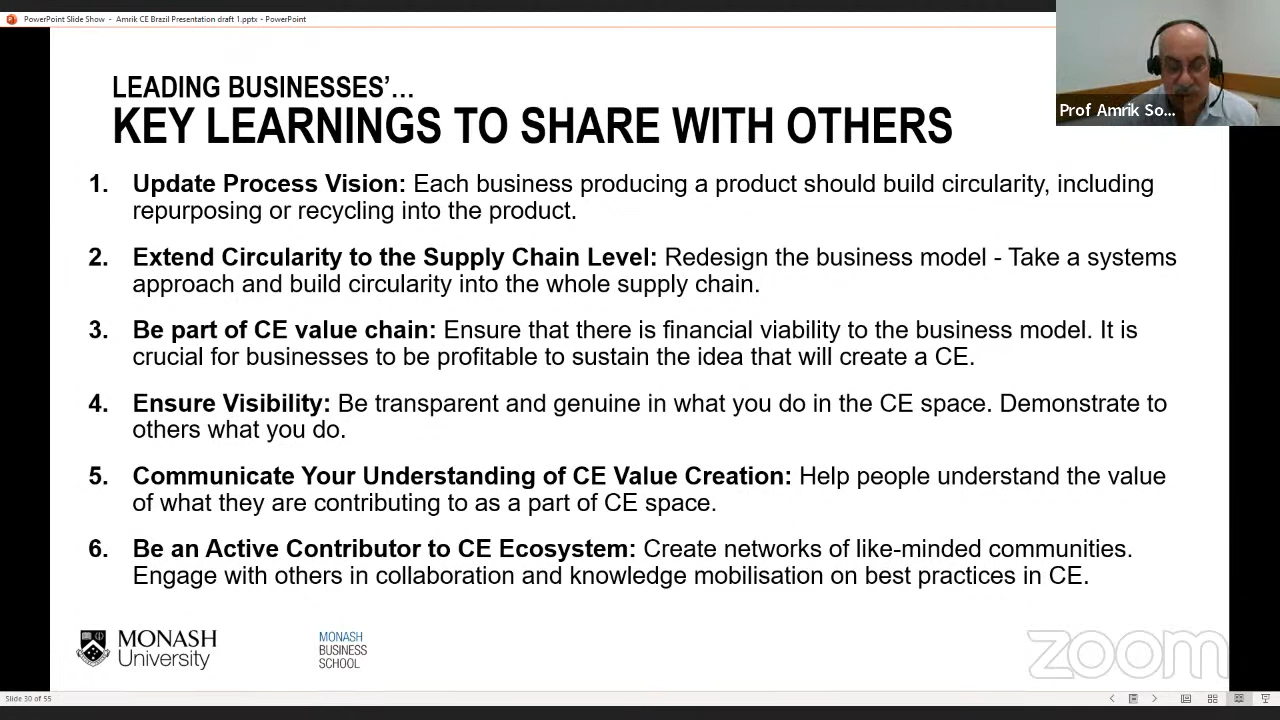 PowerPoint Slide Show - Amrik CE Brazil Presentation draft 1.pptx - PowerPoint
Prof Amrik So...
LEADING BUSINESSES’...
KEY LEARNINGS TO SHARE WITH OTHERS
1. Update Process Vision: Each business producing a product should build circularity, including
repurposing or recycling into the product.
2. Extend Circularity to the Supply Chain Level: Redesign the business model - Take a systems
approach and build circularity into the whole supply chain.
3. Be part of CE value chain: Ensure that there is financial viability to the business model. It is
crucial for businesses to be profitable to sustain the idea that will create a CE.
4. Ensure Visibility: Be transparent and genuine in what you do in the CE space. Demonstrate to
others what you do.
5. Communicate Your Understanding of CE Value Creation: Help people understand the value
of what they are contributing to as a part of CE space.
6. Be an Active Contributor to CE Ecosystem: Create networks of like-minded communities.
Engage with others in collaboration and knowledge mobilisation on best practices in CE.
MONASH
University
MONASH
BUSINESS
SCHOOL
zoom
Slide 30 of 55